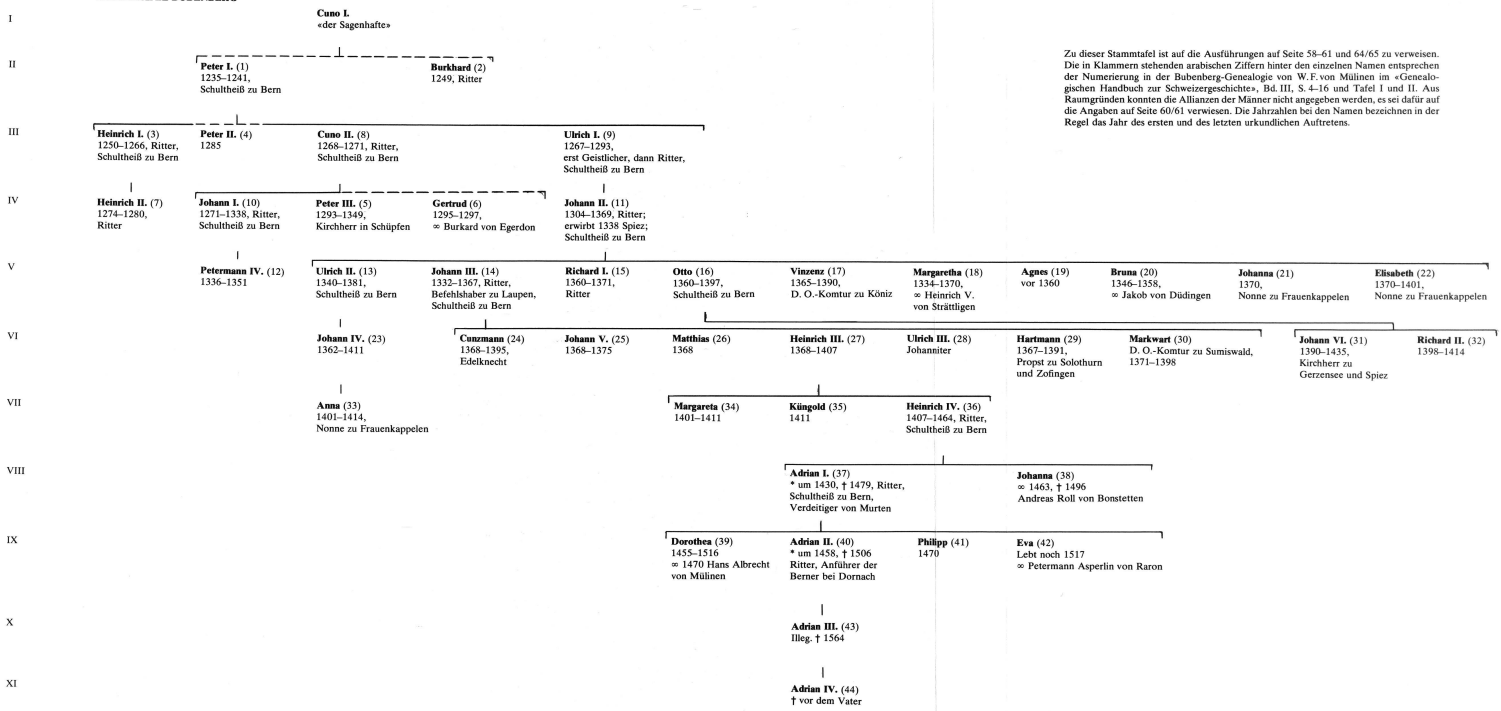 I
Cuno I.
«der Sagenhafte»
Zu dieser Stammtafel ist auf die Ausführungen auf Seite 58–61 und 64/65 zu verweisen.
Die in Klammern stehenden arabischen Ziffern hinter den einzelnen Namen entsprechen
der Numerierung in der Bubenberg-Genealogie von W. F. von Mülinen im «Genealo-
gischen Handbuch zur Schweizergeschichte», Bd. III, S. 4–16 und Tafel I und II. Aus
Raumgründen konnten die Allianzen der Männer nicht angegeben werden, es sei dafür auf
die Angaben auf Seite 60/61 verwiesen. Die Jahrzahlen bei den Namen bezeichnen in der
Regel das Jahr des ersten und des letzten urkundlichen Auftretens.
II
Peter I. (1)
1235–1241,
Schultheiß zu Bern
Burkhard (2)
1249, Ritter
III
Heinrich I. (3)
1250–1266, Ritter,
Schultheiß zu Bern
Peter II. (4)
1285
Cuno II. (8)
1268–1271, Ritter,
Schultheiß zu Bern
Ulrich I. (9)
1267–1293,
erst Geistlicher, dann Ritter,
Schultheiß zu Bern
IV
Heinrich II. (7)
1274–1280,
Ritter
Johann I. (10)
1271–1338, Ritter,
Schultheiß zu Bern
Peter III. (5)
1293–1349,
Kirchherr in Schüpfen
Gertrud (6)
1295–1297,
∞ Burkard von Egerdon
Johann II. (11)
1304–1369, Ritter;
erwirbt 1338 Spiez;
Schultheiß zu Bern
V
Petermann IV. (12)
1336–1351
Ulrich II. (13)
1340–1381,
Schultheiß zu Bern
Johann III. (14)
1332–1367, Ritter,
Befehlshaber zu Laupen,
Schultheiß zu Bern
Richard I. (15)
1360–1371,
Ritter
Otto (16)
1360–1397,
Schultheiß zu Bern
Vinzenz (17)
1365–1390,
D. O.-Komtur zu Köniz
Margaretha (18)
1334–1370,
∞ Heinrich V.
von Strättligen
Agnes (19)
vor 1360
Bruna (20)
1346–1358,
∞ Jakob von Düdingen
Johanna (21)
1370,
Nonne zu Frauenkappelen
Elisabeth (22)
1370–1401,
Nonne zu Frauenkappelen
VI
Johann IV. (23)
1362–1411
Cunzmann (24)
1368–1395,
Edelknecht
Johann V. (25)
1368–1375
Matthias (26)
1368
Heinrich III. (27)
1368–1407
Ulrich III. (28)
Johanniter
Hartmann (29)
1367–1391,
Propst zu Solothurn
und Zofingen
Markwart (30)
D. O.-Komtur zu Sumiswald,
1371–1398
Johann VI. (31)
1390–1435,
Kirchherr zu
Gerzensee und Spiez
Richard II. (32)
1398–1414
VII
Anna (33)
1401–1414,
Nonne zu Frauenkappelen
Margareta (34)
1401–1411
Küngold (35)
1411
Heinrich IV. (36)
1407–1464, Ritter,
Schultheiß zu Bern
VIII
Adrian I. (37)
* um 1430, † 1479, Ritter,
Schultheiß zu Bern,
Verdeitiger von Murten
Johanna (38)
∞ 1463, † 1496
Andreas Roll von Bonstetten
IX
Dorothea (39)
1455–1516
∞ 1470 Hans Albrecht
von Mülinen
Adrian II. (40)
* um 1458, † 1506
Ritter, Anführer der
Berner bei Dornach
Philipp (41)
1470
Eva (42)
Lebt noch 1517
∞ Petermann Asperlin von Raron
X
Adrian III. (43)
Illeg. † 1564
XI
Adrian IV. (44)
† vor dem Vater